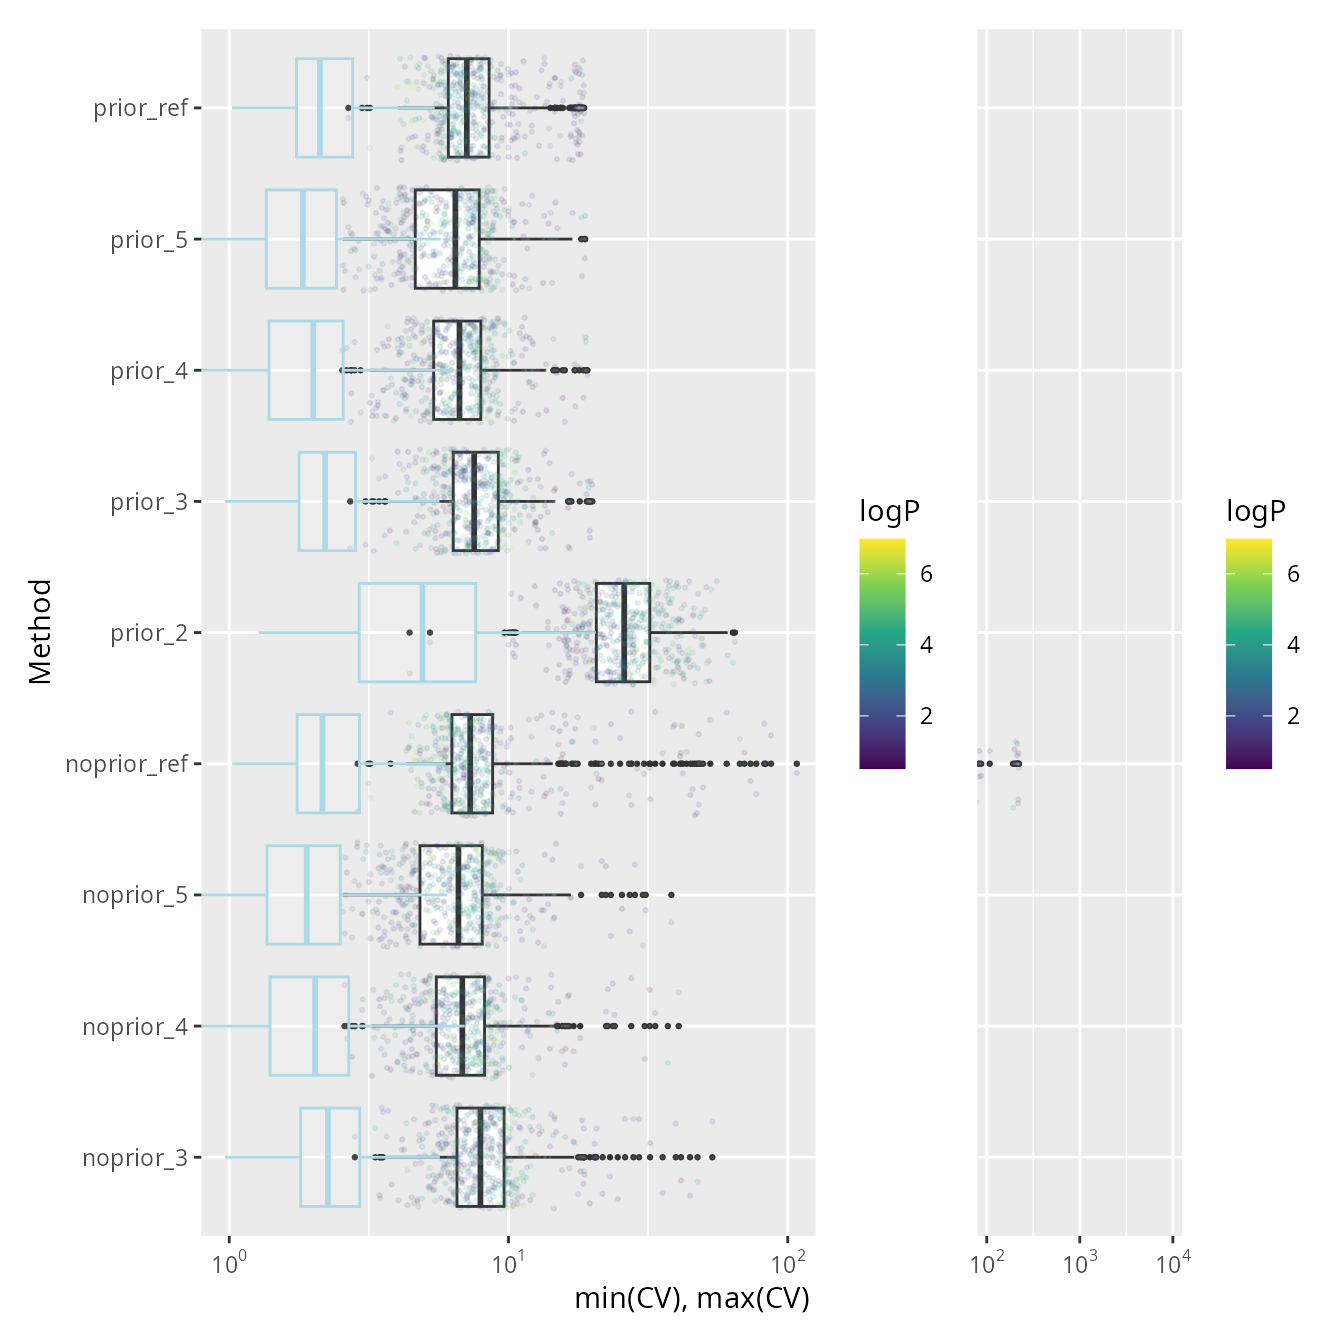 prior_ref
prior_5
prior_4
prior_3
prior_2
noprior_ref
noprior_5
noprior_4
noprior_3
Method
10⁰ 10¹ 10²
10² 10³ 10⁴
min(CV), max(CV)
logP
6
4
2
logP
6
4
2